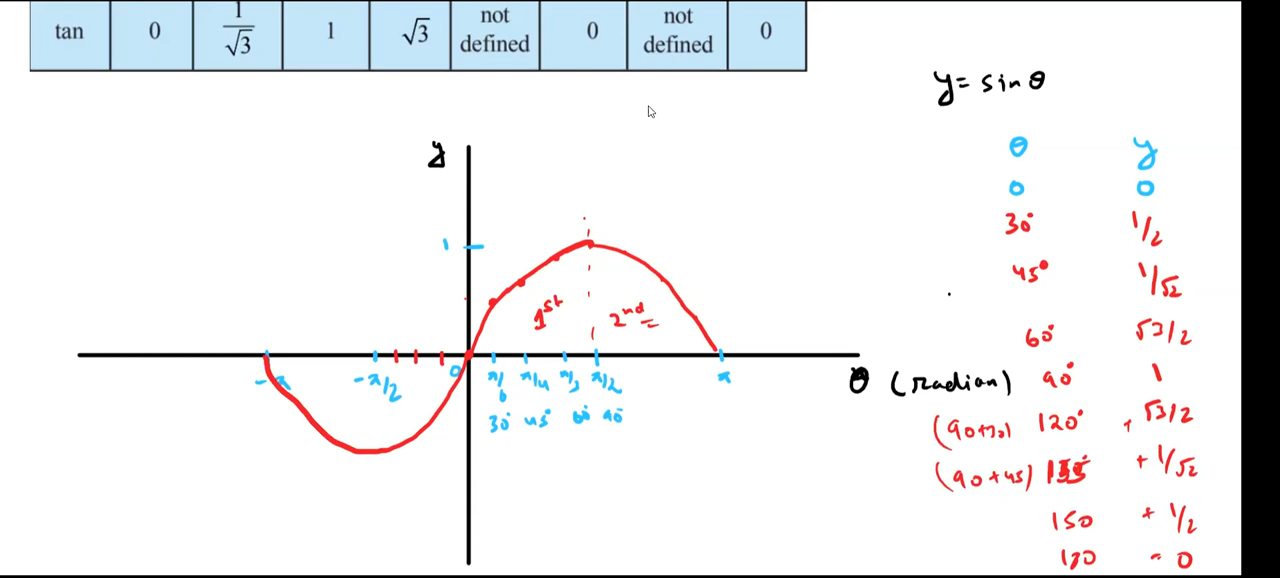 tan 0 1/√3 1 √3 not defined 0 not defined 0
y = sin θ
θ y
0 0
30° 1/2
45° 1/√2
60° √3/2
90° 1
(90+30) 120° + √3/2
(90+45) 135° + 1/√2
150 + 1/2
180 = 0
y
1
1st 2nd
-π -π/2 0 π/6 π/4 π/3 π/2 π
θ (radian)
30° 45° 60° 90°